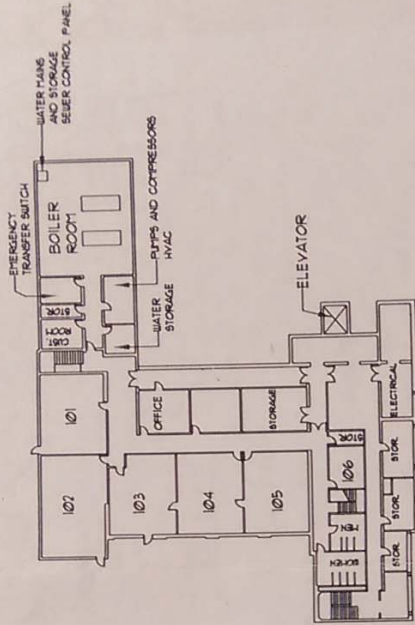 WATER MAINS
AND STORAGE
SEWER CONTROL PANEL
EMERGENCY
TRANSFER SWITCH
BOILER
ROOM
STOR.
CUST.
ROOM
PUMPS AND COMPRESSORS
HVAC
WATER
STORAGE
ELEVATOR
101
102
OFFICE
103
104
STORAGE
105
STOR.
106
MEN
WOMEN
ELECTRICAL
STOR.
STOR.
STOR.